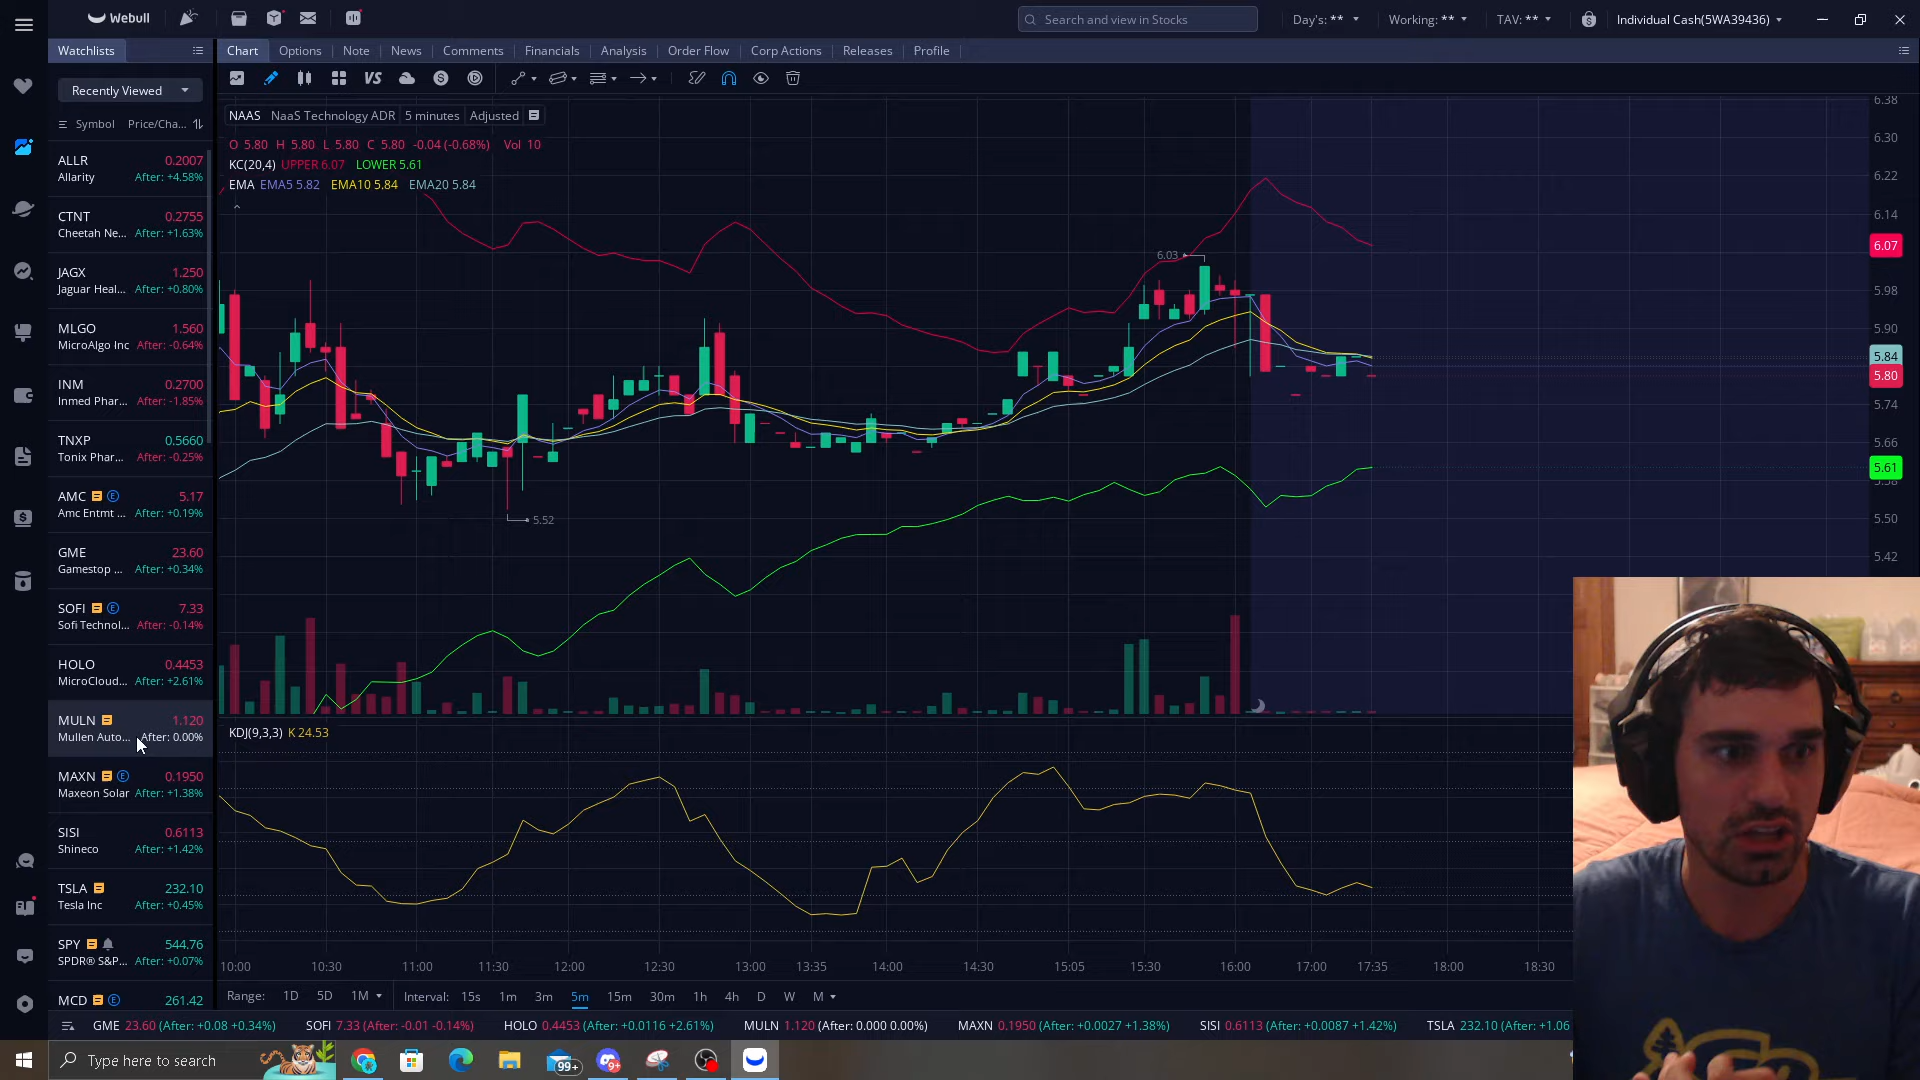 Webull
Search and view in Stocks
Day's: **
Working: **
TAV: **
Individual Cash(5WA39436)
Watchlists
Chart
Options
Note
News
Comments
Financials
Analysis
Order Flow
Corp Actions
Releases
Profile
Recently Viewed
VS
Symbol
Price/Cha...
ALLR 0.2007
Allarity After: +4.58%
CTNT 0.2755
Cheetah Ne... After: +1.63%
JAGX 1.250
Jaguar Heal... After: +0.80%
MLGO 1.560
MicroAlgo Inc After: -0.64%
INM 0.2700
Inmed Phar... After: -1.85%
TNXP 0.5660
Tonix Phar... After: -0.25%
AMC E 5.17
Amc Entmt ... After: +0.19%
GME 23.60
Gamestop ... After: +0.34%
SOFI E 7.33
Sofi Technol... After: -0.14%
HOLO 0.4453
MicroCloud... After: +2.61%
MULN 1.120
Mullen Auto... After: 0.00%
MAXN E 0.1950
Maxeon Solar After: +1.38%
SISI 0.6113
Shineco After: +1.42%
TSLA 232.10
Tesla Inc After: +0.45%
SPY 544.76
SPDR® S&P... After: +0.07%
MCD E 261.42
NAAS NaaS Technology ADR 5 minutes Adjusted
O 5.80 H 5.80 L 5.80 C 5.80 -0.04 (-0.68%) Vol 10
KC(20,4) UPPER 6.07 LOWER 5.61
EMA EMA5 5.82 EMA10 5.84 EMA20 5.84
6.03
5.52
6.38
6.30
6.22
6.14
6.07
5.98
5.90
5.84
5.80
5.74
5.66
5.61
5.58
5.50
5.42
KDJ(9,3,3) K 24.53
10:00 10:30 11:00 11:30 12:00 12:30 13:00 13:35 14:00 14:30 15:05 15:30 16:00 17:00 17:35 18:00 18:30
Range: 1D 5D 1M Interval: 15s 1m 3m 5m 15m 30m 1h 4h D W M
GME 23.60 (After: +0.08 +0.34%) SOFI 7.33 (After: -0.01 -0.14%) HOLO 0.4453 (After: +0.0116 +2.61%) MULN 1.120 (After: 0.000 0.00%) MAXN 0.1950 (After: +0.0027 +1.38%) SISI 0.6113 (After: +0.0087 +1.42%) TSLA 232.10 (After: +1.06
Type here to search
99+